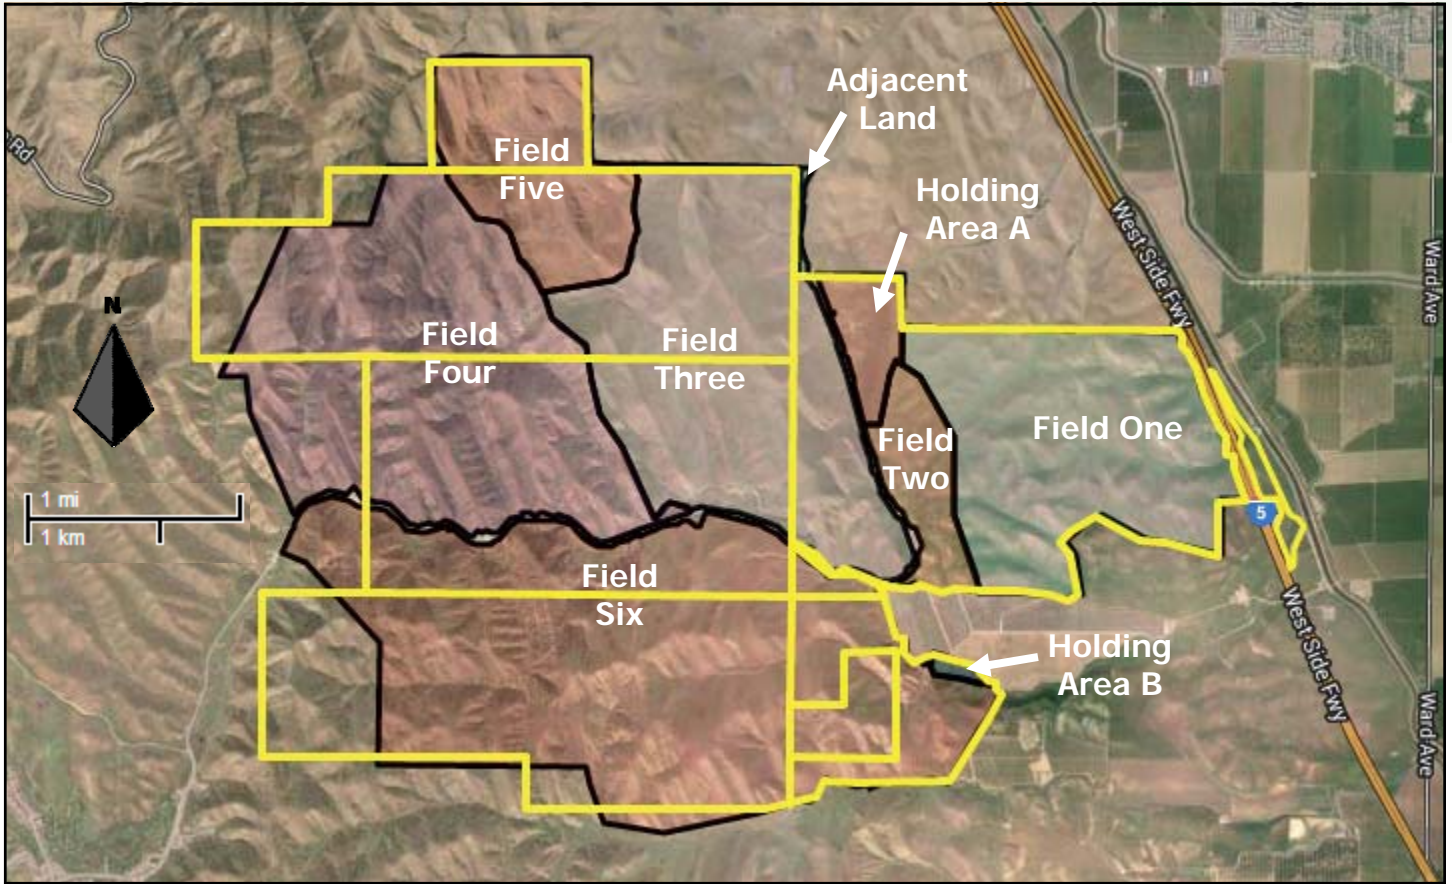 Rd
Adjacent
Land
Holding
Area A
Field
Five
West Side Fwy
Ward Ave
N
Field
Four
Field
Three
Field One
Field
Two
1 mi
1 km
5
Field
Six
West Side Fwy
Holding
Area B
Ward Ave